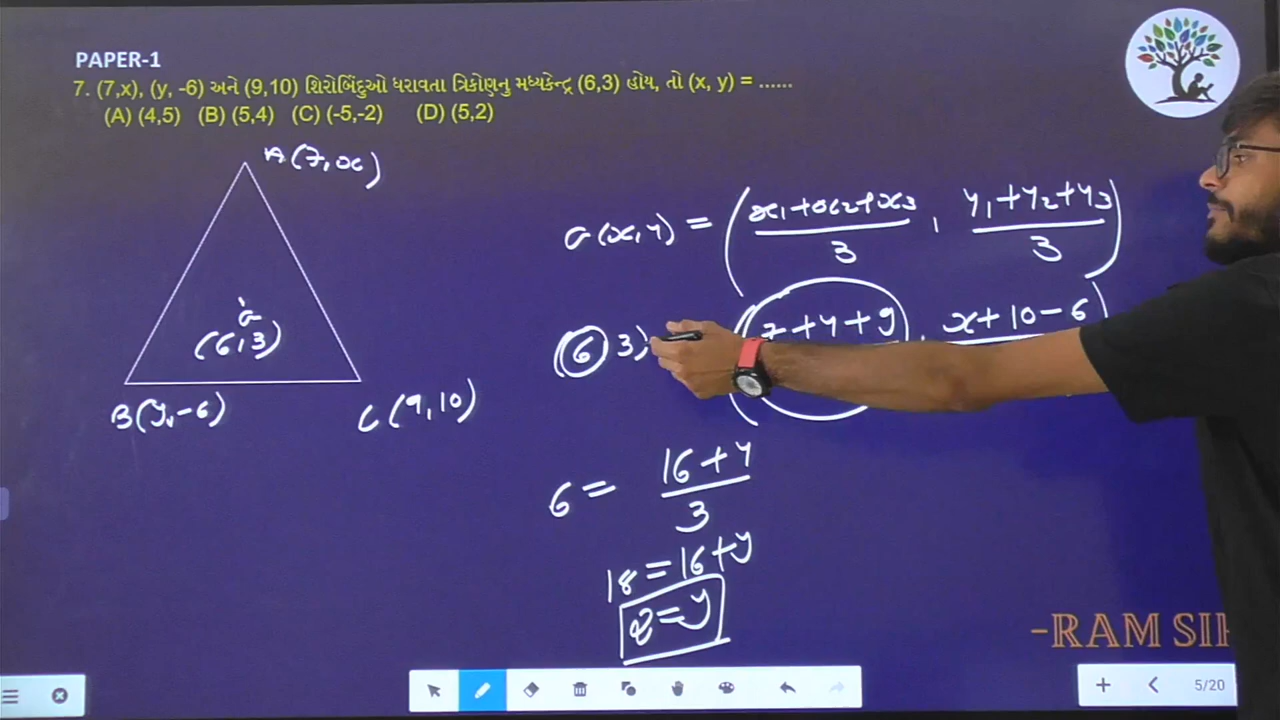 PAPER-1
7. (7,x), (y, -6) અને (9,10) શિરોબિંદુઓ ધરાવતા ત્રિકોણનુ મધ્યકેન્દ્ર (6,3) હોય, તો (x, y) = ......
(A) (4,5) (B) (5,4) (C) (-5,-2) (D) (5,2)
A(7,x)
G
(6,3)
B(y,-6)
C(9,10)
G(x,y) = (x1+x2+x3/3, y1+y2+y3/3)
(6 3) 7+y+9, x+10-6
6 = 16+y/3
18=16+y
2=y
-RAM SI
5/20